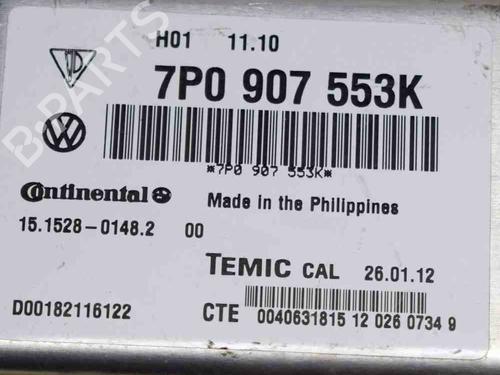 H01 11.10
7P0 907 553K
*7P0 907 553K*
Continental
Made in the Philippines
15.1528-0148.2 00
TEMIC CAL 26.01.12
D00182116122
CTE 0040631815 12 026 0734 9
B-PARTS